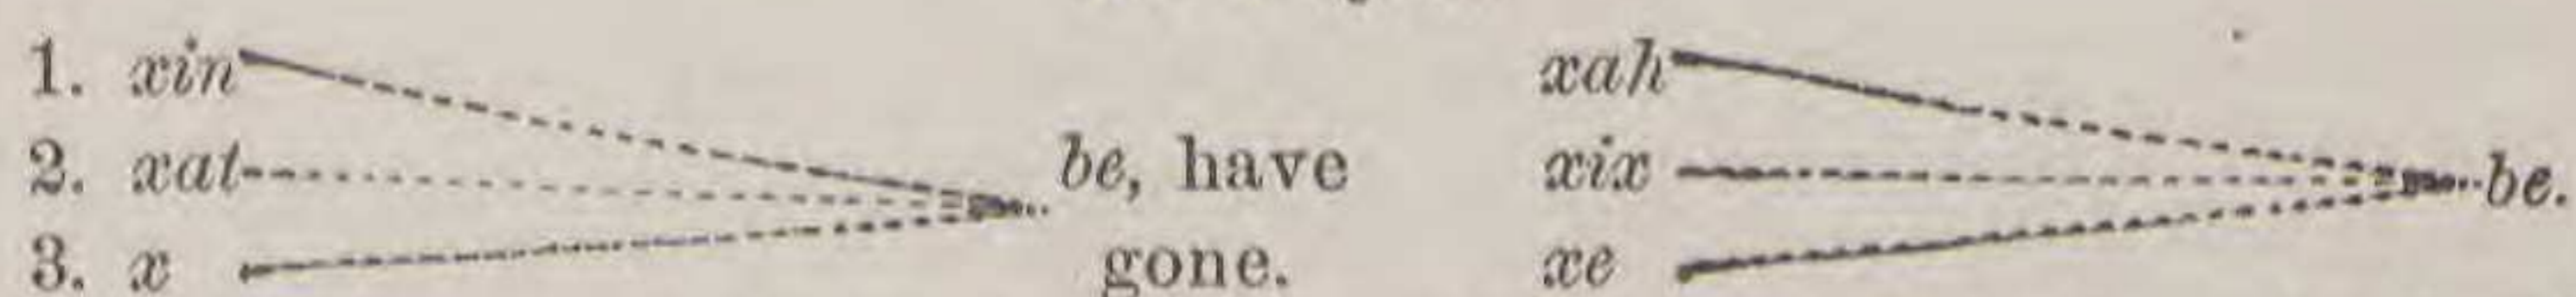 1. xin xah
2. xat be, have xix be.
3. x gone. xe